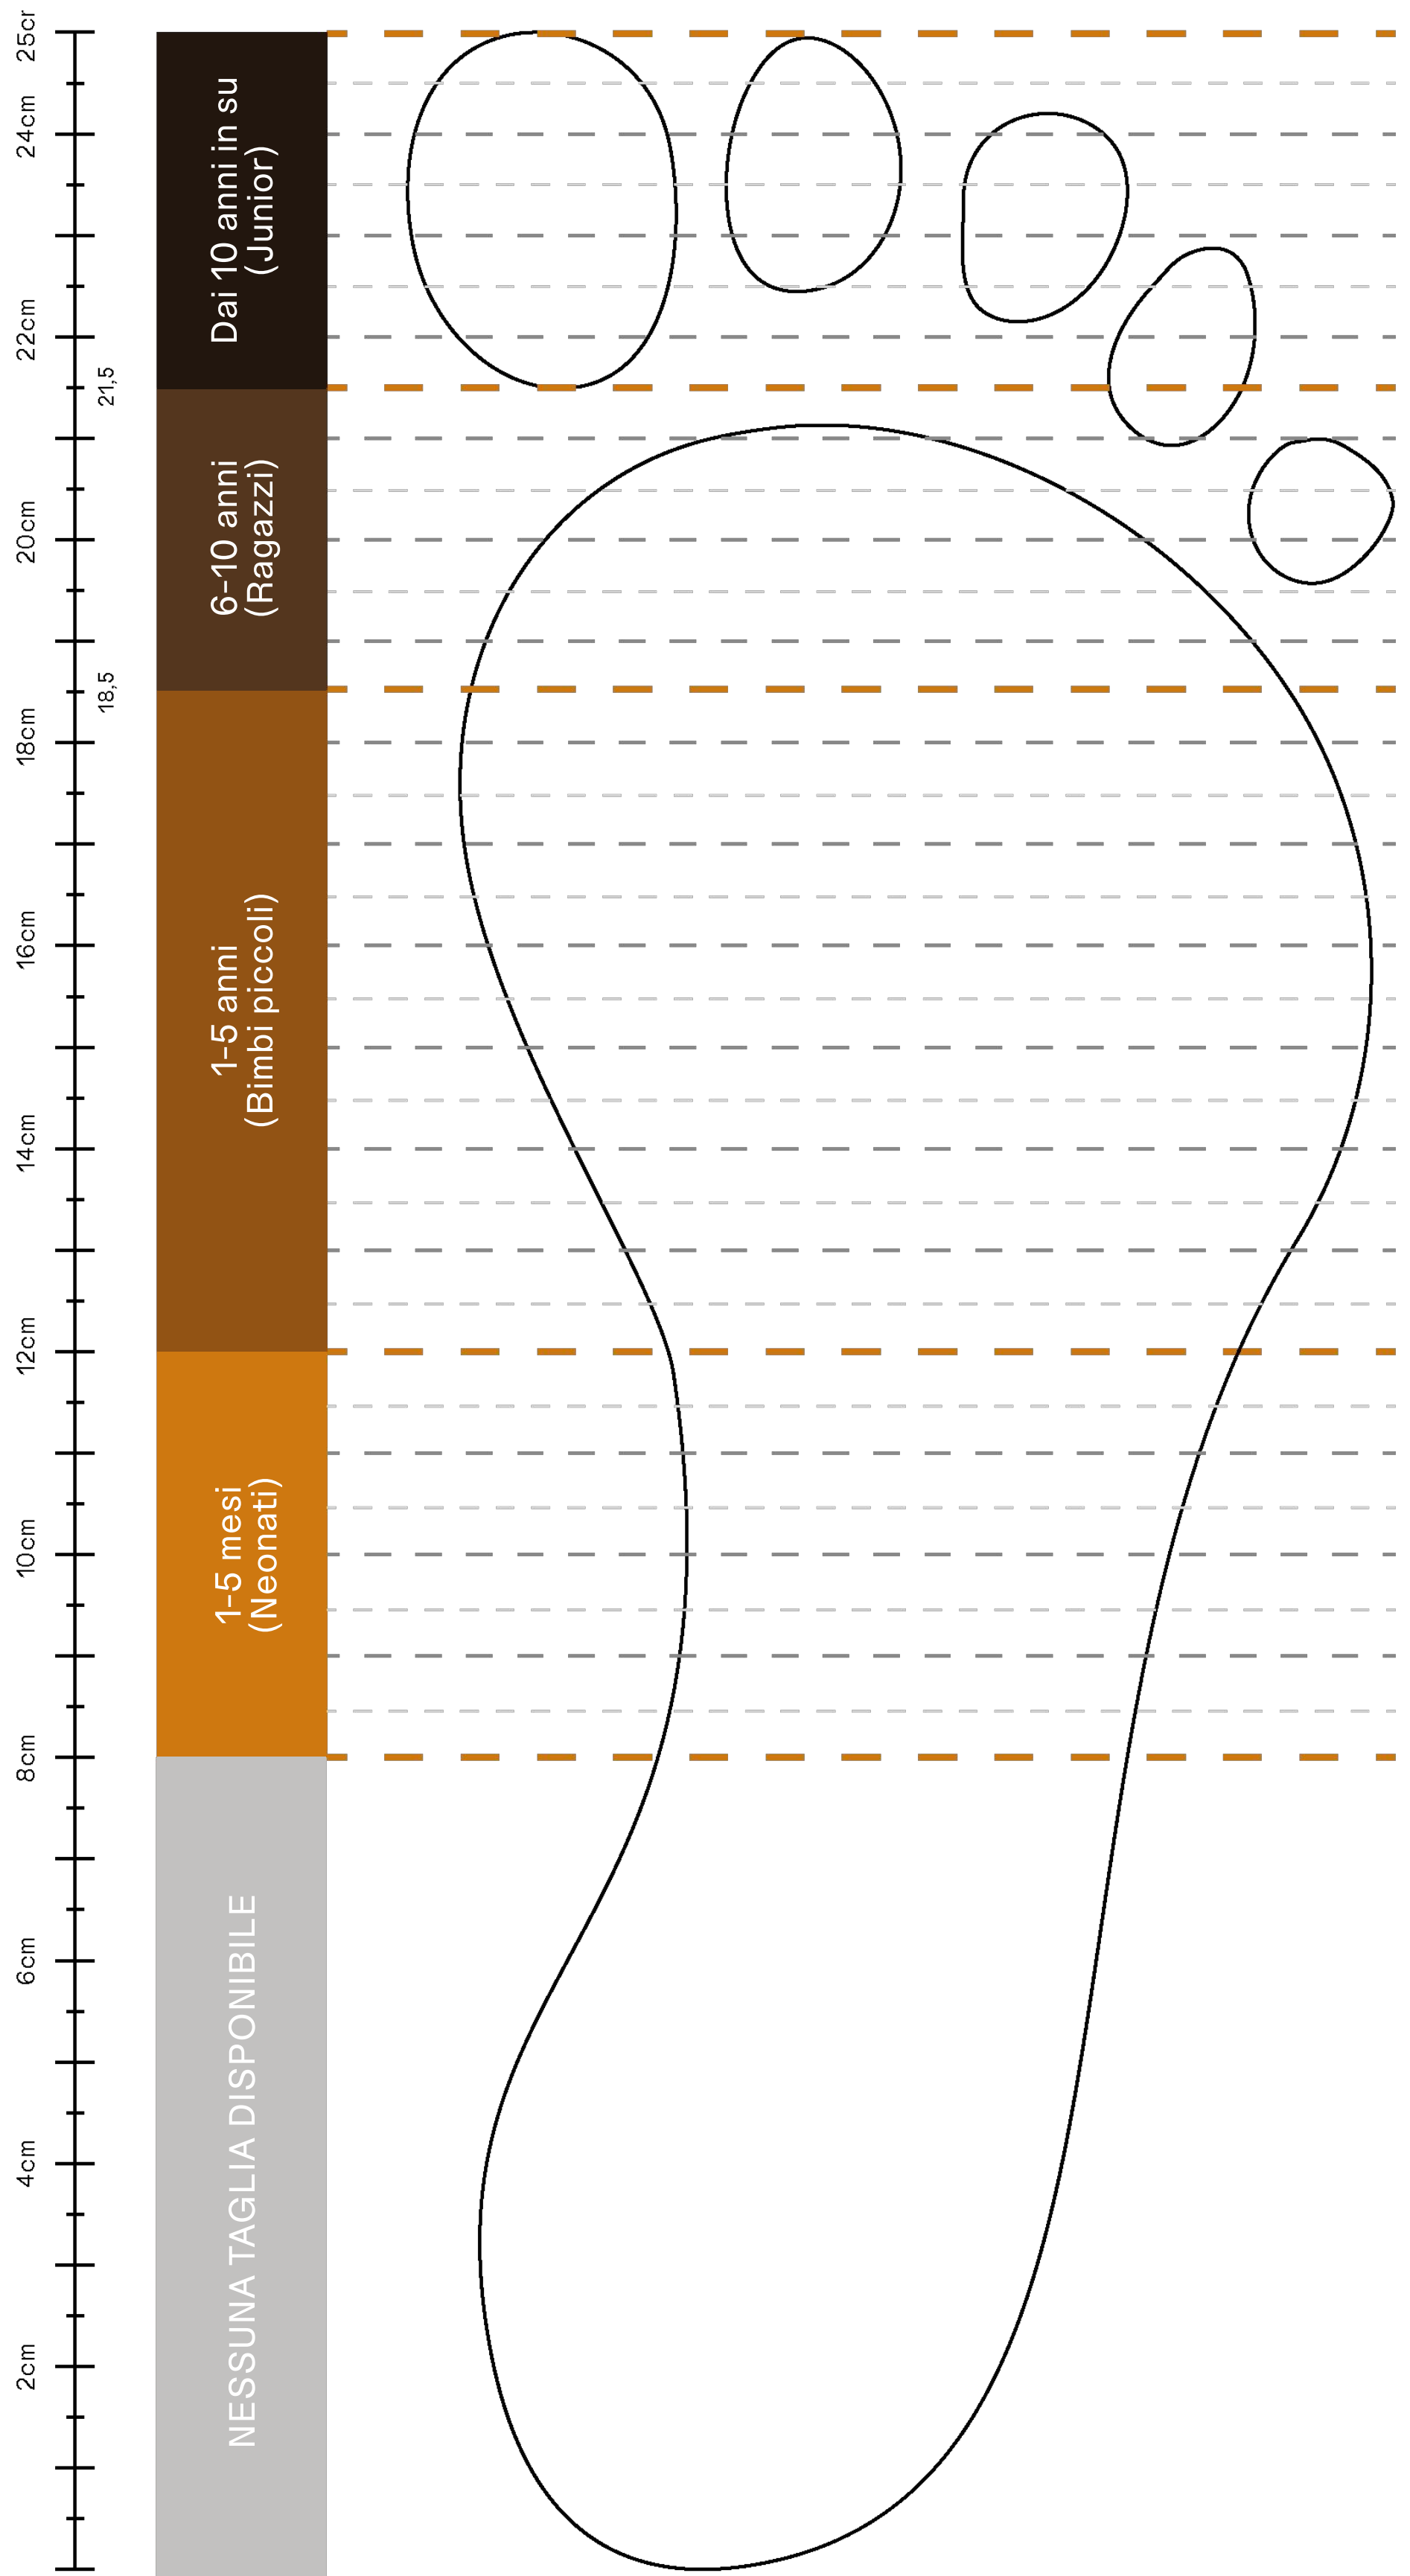 25cr
24cm
22cm
21,5
20cm
18,5
18cm
16cm
14cm
12cm
10cm
8cm
6cm
4cm
2cm
Dai 10 anni in su
(Junior)
6-10 anni
(Ragazzi)
1-5 anni
(Bimbi piccoli)
1-5 mesi
(Neonati)
NESSUNA TAGLIA DISPONIBILE